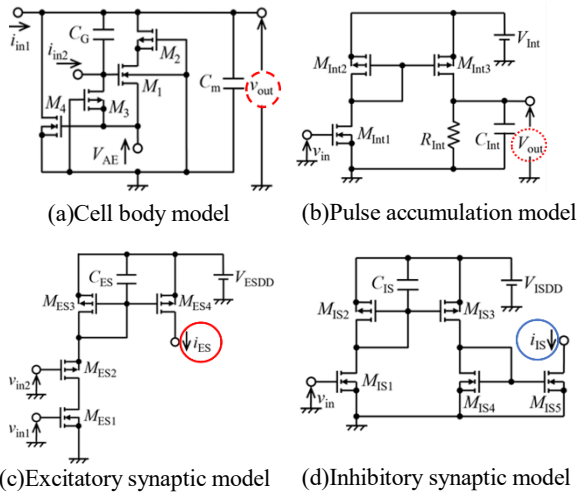 i_in1
C_G
M_2
i_in2
M_1
C_m
v_out
M_4
M_3
V_AE
(a)Cell body model
V_Int
M_Int2
M_Int3
M_Int1
R_Int
C_Int
V_out
v_in
(b)Pulse accumulation model
C_ES
V_ESDD
M_ES3
M_ES4
i_ES
M_ES2
v_in2
M_ES1
v_in1
(c)Excitatory synaptic model
C_IS
V_ISDD
M_IS2
M_IS3
i_IS
M_IS1
v_in
M_IS4
M_IS5
(d)Inhibitory synaptic model